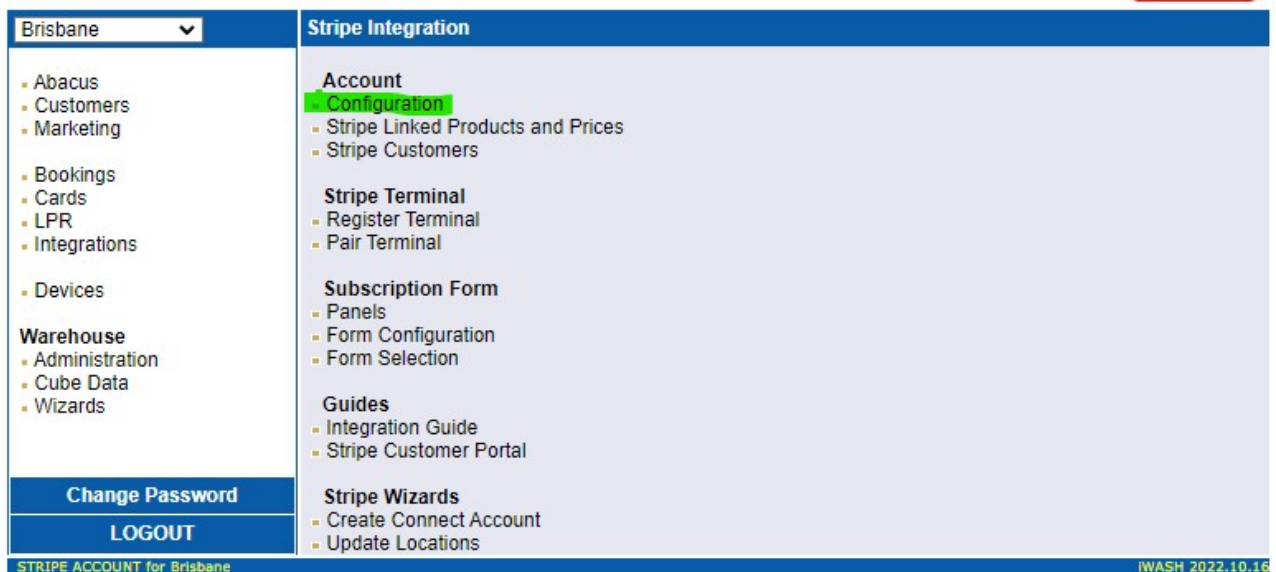 Brisbane
Stripe Integration
Abacus
Customers
Marketing
Bookings
Cards
LPR
Integrations
Devices
Warehouse
Administration
Cube Data
Wizards
Change Password
LOGOUT
Account
Configuration
Stripe Linked Products and Prices
Stripe Customers
Stripe Terminal
Register Terminal
Pair Terminal
Subscription Form
Panels
Form Configuration
Form Selection
Guides
Integration Guide
Stripe Customer Portal
Stripe Wizards
Create Connect Account
Update Locations
STRIPE ACCOUNT for Brisbane
iWASH 2022.10.16